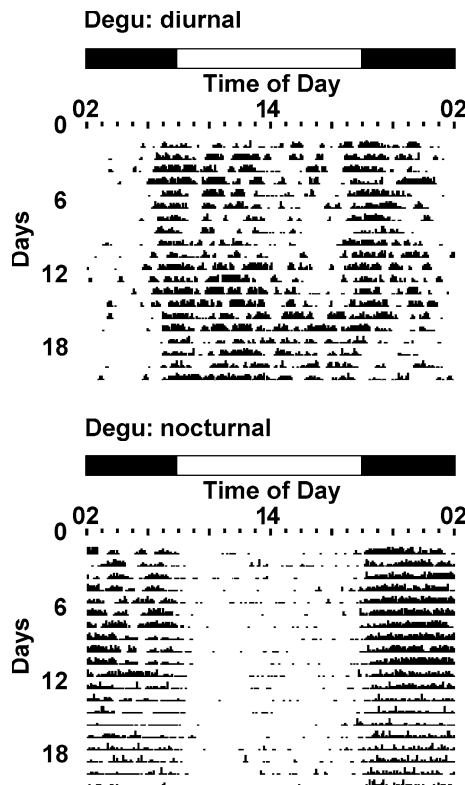 Degu: diurnal
Time of Day
02 14 02
0
6
Days
12
18
Degu: nocturnal
Time of Day
02 14 02
0
6
Days
12
18